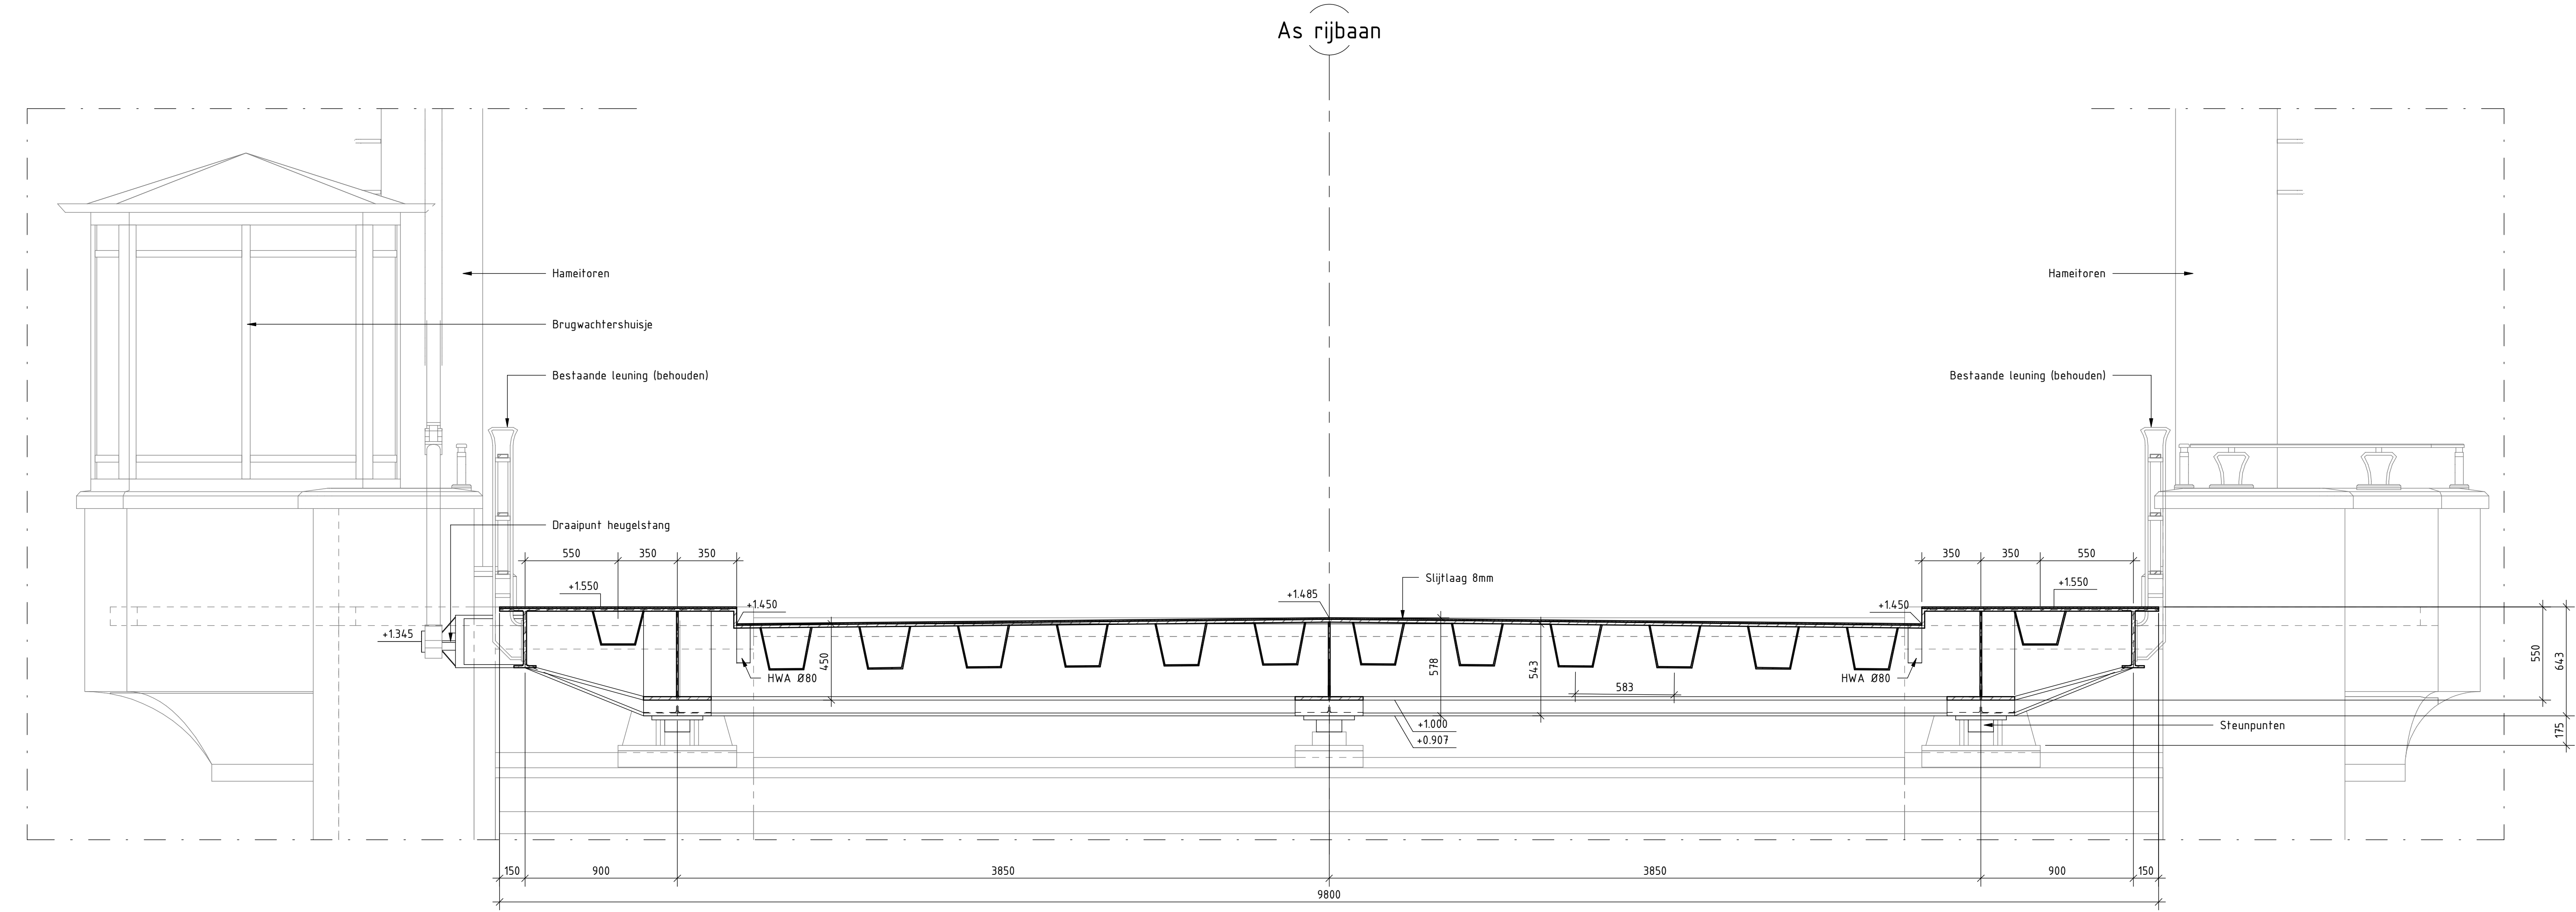 As rijbaan
Hameitoren
Hameitoren
Brugwachtershuisje
Bestaande leuning (behouden)
Bestaande leuning (behouden)
Draaipunt heugelstang
550
350
350
350
350
550
+1.550
Slijtlaag 8mm
+1.550
+1.450
+1.485
+1.450
+1.345
450
578
543
550
643
HWA Ø80
HWA Ø80
583
+1.000
Steunpunten
175
+0.907
150
900
3850
3850
900
150
9800